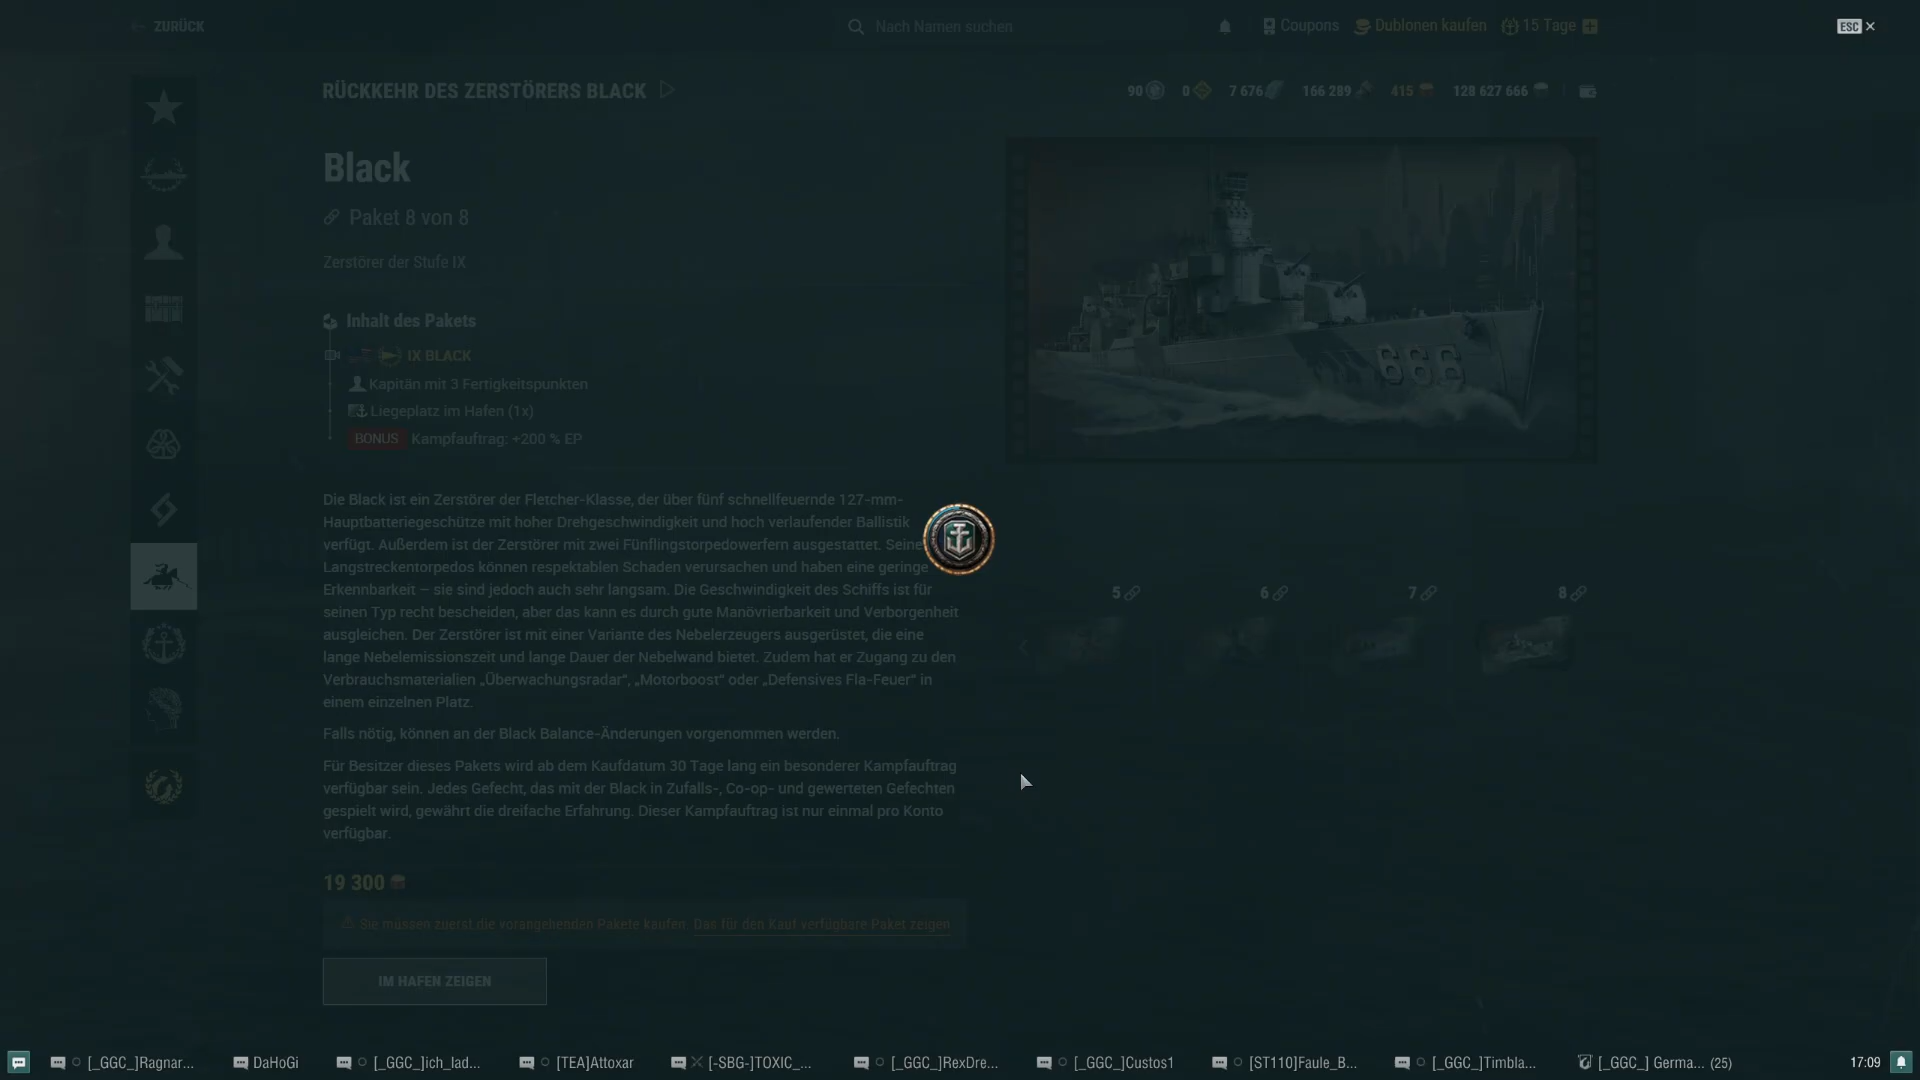 ZURÜCK
Nach Namen suchen
Coupons
Dublonen kaufen
15 Tage
ESC
RÜCKKEHR DES ZERSTÖRERS BLACK
90
0
7 676
166 289
415
128 627 666
Black
Paket 8 von 8
Zerstörer der Stufe IX
Inhalt des Pakets
IX BLACK
Kapitän mit 3 Fertigkeitspunkten
Liegeplatz im Hafen (1x)
BONUS Kampfauftrag: +200 % EP
666
Die Black ist ein Zerstörer der Fletcher-Klasse, der über fünf schnellfeuernde 127-mm-
Hauptbatteriegeschütze mit hoher Drehgeschwindigkeit und hoch verlaufender Ballistik
verfügt. Außerdem ist der Zerstörer mit zwei Fünflingstorpedowerfern ausgestattet. Seine
Langstreckentorpedos können respektablen Schaden verursachen und haben eine geringe
Erkennbarkeit – sie sind jedoch auch sehr langsam. Die Geschwindigkeit des Schiffs ist für
seinen Typ recht bescheiden, aber das kann es durch gute Manövrierbarkeit und Verborgenheit
ausgleichen. Der Zerstörer ist mit einer Variante des Nebelerzeugers ausgerüstet, die eine
lange Nebelemissionszeit und lange Dauer der Nebelwand bietet. Zudem hat er Zugang zu den
Verbrauchsmaterialien „Überwachungsradar“, „Motorboost“ oder „Defensives Fla-Feuer“ in
einem einzelnen Platz.
Falls nötig, können an der Black Balance-Änderungen vorgenommen werden.
Für Besitzer dieses Pakets wird ab dem Kaufdatum 30 Tage lang ein besonderer Kampfauftrag
verfügbar sein. Jedes Gefecht, das mit der Black in Zufalls-, Co-op- und gewerteten Gefechten
gespielt wird, gewährt die dreifache Erfahrung. Dieser Kampfauftrag ist nur einmal pro Konto
verfügbar.
5
6
7
8
19 300
Sie müssen zuerst die vorangehenden Pakete kaufen. Das für den Kauf verfügbare Paket zeigen
IM HAFEN ZEIGEN
[_GGC_]Ragnar...
DaHoGi
[_GGC_]ich_lad...
[TEA]Attoxar
[-SBG-]TOXIC_...
[_GGC_]RexDre...
[_GGC_]Custos1
[ST110]Faule_B...
[_GGC_]Timbla...
[_GGC_] Germa... (25)
17:09